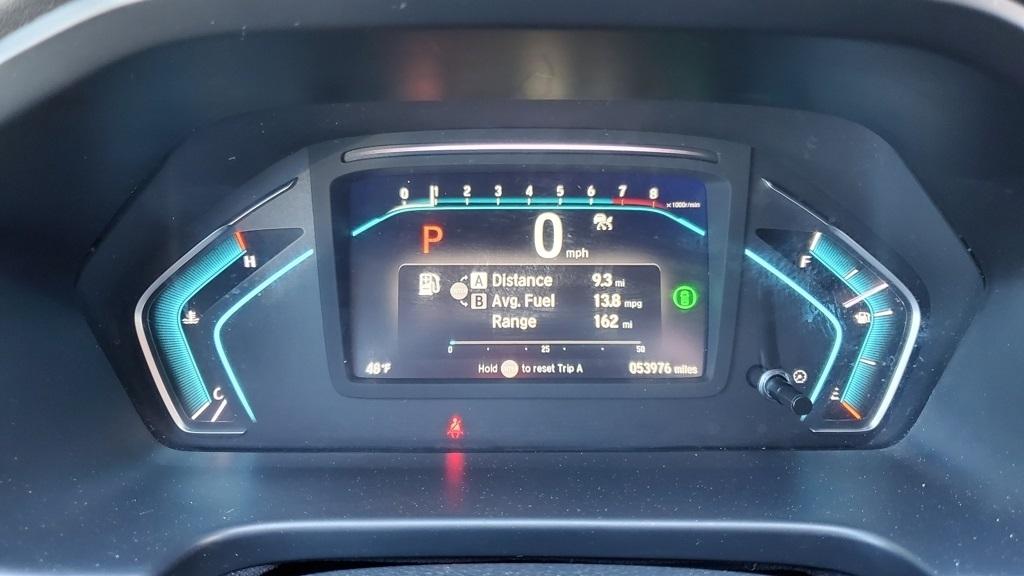 0 1 2 3 4 5 6 7 8
x1000r/min
P 0 mph
H F
A Distance 9.3 mi
B Avg. Fuel 13.8 mpg
Range 162 mi
0 25 50
C E
48°F Hold to reset Trip A 053976 miles